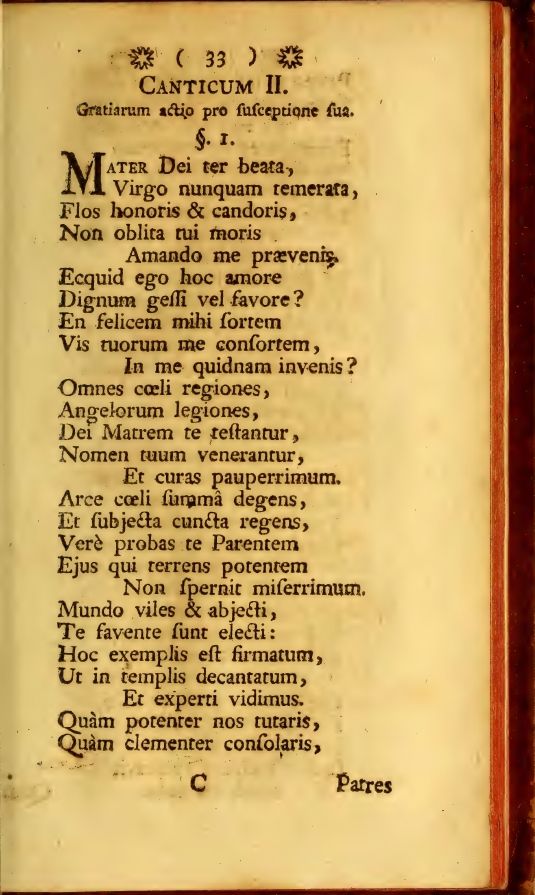 ( 33 )
CANTICUM II.
Gratiarum actio pro ſuſceptione ſua.
§. 1.
MATER Dei ter beata,
Virgo nunquam temerata,
Flos honoris & candoris,
Non oblita tui moris
Amando me prævenis.
Ecquid ego hoc amore
Dignum geſſi vel favore?
En felicem mihi ſortem
Vis tuorum me conſortem,
In me quidnam invenis?
Omnes cœli regiones,
Angelorum legiones,
Dei Matrem te teſtantur,
Nomen tuum venerantur,
Et curas pauperrimum.
Arce cœli ſummâ degens,
Et ſubjecta cuncta regens,
Verè probas te Parentem
Ejus qui terrens potentem
Non ſpernit miſerrimum.
Mundo viles & abjecti,
Te favente ſunt electi:
Hoc exemplis eſt firmatum,
Ut in templis decantatum,
Et experti vidimus.
Quàm potenter nos tutaris,
Quàm clementer conſolaris,
C Patres